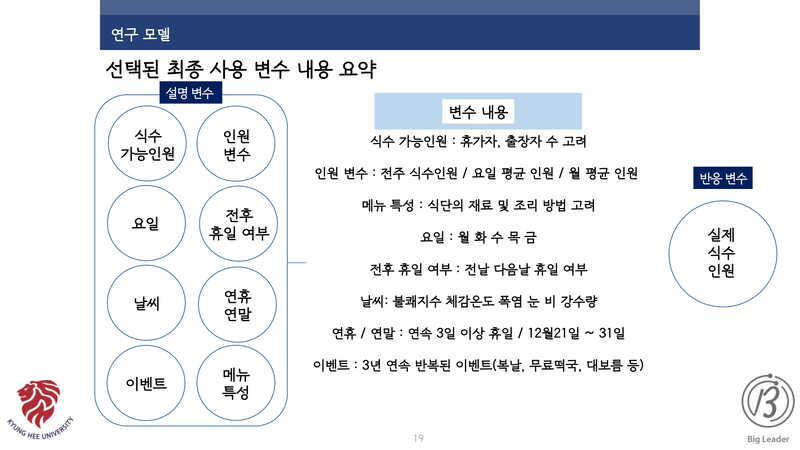 연구 모델
선택된 최종 사용 변수 내용 요약
설명 변수
식수
가능인원
인원
변수
요일
전후
휴일 여부
날씨
연휴
연말
이벤트
메뉴
특성
변수 내용
식수 가능인원 : 휴가자, 출장자 수 고려
인원 변수 : 전주 식수인원 / 요일 평균 인원 / 월 평균 인원
메뉴 특성 : 식단의 재료 및 조리 방법 고려
요일 : 월 화 수 목 금
전후 휴일 여부 : 전날 다음날 휴일 여부
날씨: 불쾌지수 체감온도 폭염 눈 비 강수량
연휴 / 연말 : 연속 3일 이상 휴일 / 12월21일 ~ 31일
이벤트 : 3년 연속 반복된 이벤트(복날, 무료떡국, 대보름 등)
반응 변수
실제
식수
인원
KYUNG HEE UNIVERSITY
19
Big Leader